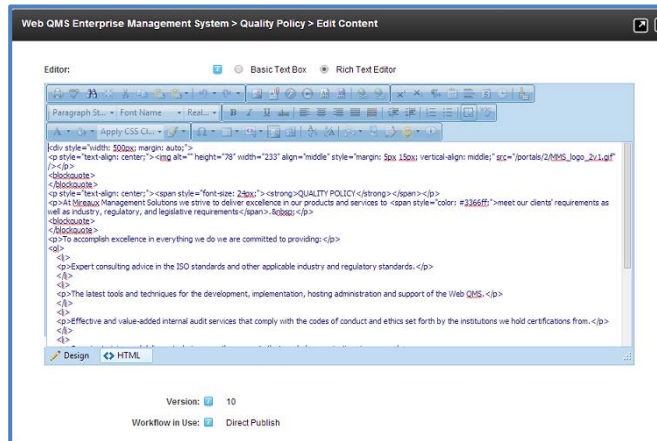 Web QMS Enterprise Management System > Quality Policy > Edit Content
Editor: Basic Text Box Rich Text Editor
Paragraph St... Font Name Real...
Apply CSS Cl...
<div style="width: 500px; margin: auto;">
<p style="text-align: center;"><img alt="" height="78" width="233" align="middle" style="margin: 5px 15px; vertical-align: middle;" src="/portals/2/MMS_logo_2v1.gif"
/></p>
<blockquote>
</blockquote>
<p style="text-align: center;"><span style="font-size: 24px;"><strong>QUALITY POLICY</strong></span></p>
<p>At Mireaux Management Solutions we strive to deliver excellence in our products and services to <span style="color: #3366ff;">meet our clients' requirements as
well as industry, regulatory, and legislative requirements</span>.&nbsp;</p>
<blockquote>
</blockquote>
<p>To accomplish excellence in everything we do we are committed to providing:</p>
<ol>
<li>
<p>Expert consulting advice in the ISO standards and other applicable industry and regulatory standards.</p>
</li>
<li>
<p>The latest tools and techniques for the development, implementation, hosting administration and support of the Web QMS.</p>
</li>
<li>
<p>Effective and value-added internal audit services that comply with the codes of conduct and ethics set forth by the institutions we hold certifications from.</p>
</li>
<li>
Design HTML
Version: 10
Workflow in Use: Direct Publish